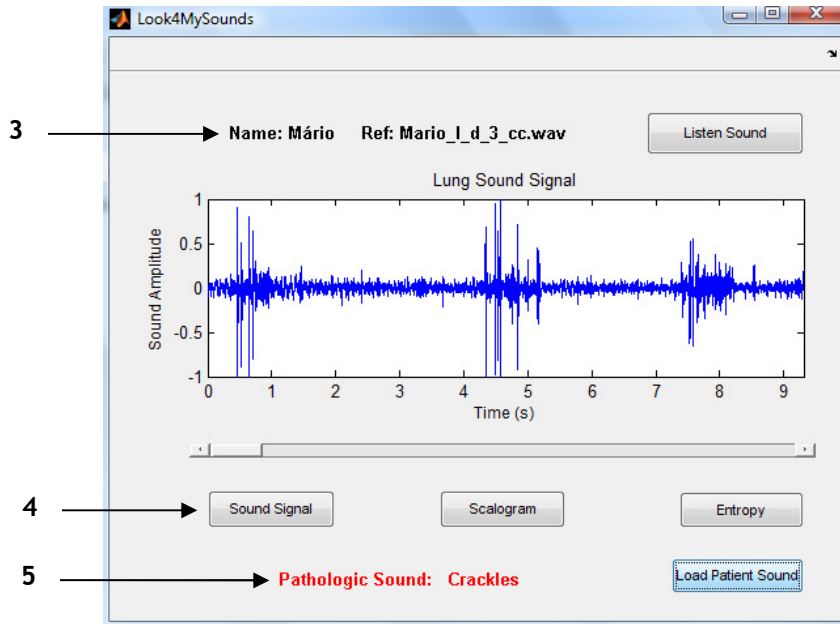 Look4MySounds
3
Name: Mário Ref: Mario_l_d_3_cc.wav
Listen Sound
Lung Sound Signal
Sound Amplitude
1
0.5
0
-0.5
-1
0 1 2 3 4 5 6 7 8 9
Time (s)
4
Sound Signal Scalogram Entropy
5
Pathologic Sound: Crackles
Load Patient Sound